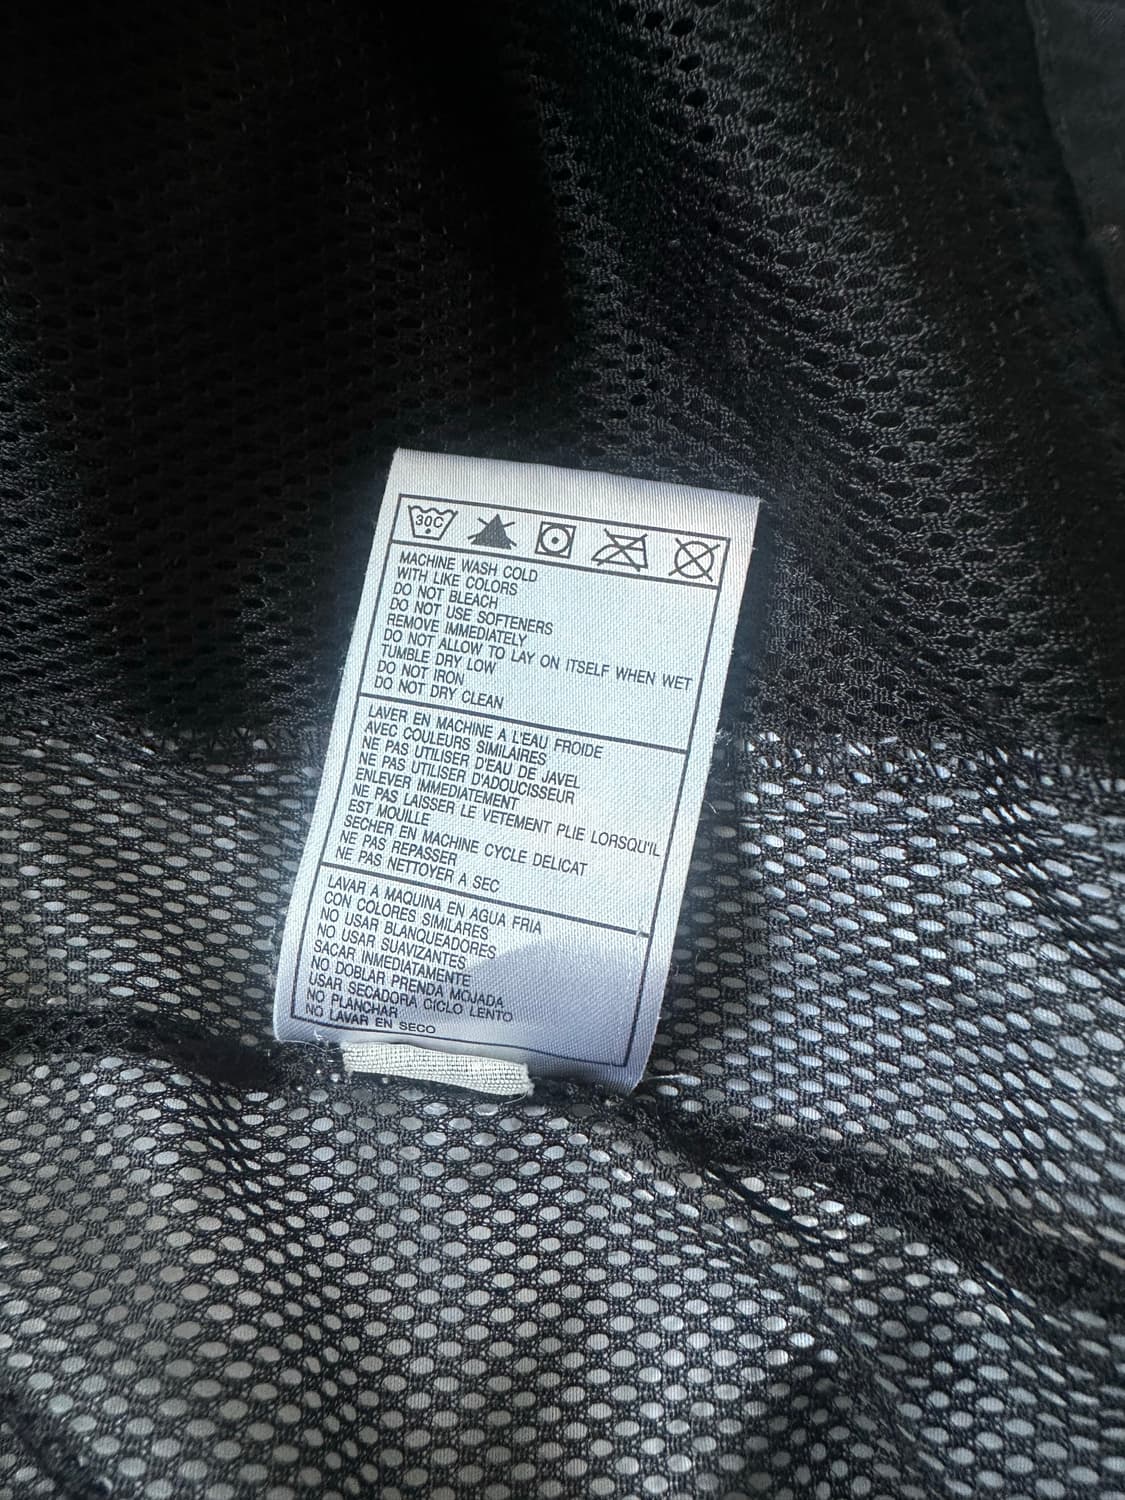 30C
MACHINE WASH COLD
WITH LIKE COLORS
DO NOT BLEACH
DO NOT USE SOFTENERS
REMOVE IMMEDIATELY
DO NOT ALLOW TO LAY ON ITSELF WHEN WET
TUMBLE DRY LOW
DO NOT IRON
DO NOT DRY CLEAN
LAVER EN MACHINE A L'EAU FROIDE
AVEC COULEURS SIMILAIRES
NE PAS UTILISER D'EAU DE JAVEL
NE PAS UTILISER D'ADOUCISSEUR
ENLEVER IMMEDIATEMENT
NE PAS LAISSER LE VETEMENT PLIE LORSQU'IL
EST MOUILLE
SECHER EN MACHINE CYCLE DELICAT
NE PAS REPASSER
NE PAS NETTOYER A SEC
LAVAR A MAQUINA EN AGUA FRIA
CON COLORES SIMILARES
NO USAR BLANQUEADORES
NO USAR SUAVIZANTES
SACAR INMEDIATAMENTE
NO DOBLAR PRENDA MOJADA
USAR SECADORA CICLO LENTO
NO PLANCHAR
NO LAVAR EN SECO